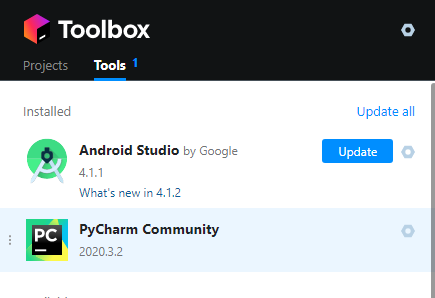 Toolbox
Projects Tools 1
Installed Update all
Android Studio by Google Update
4.1.1
What's new in 4.1.2
PC PyCharm Community
2020.3.2